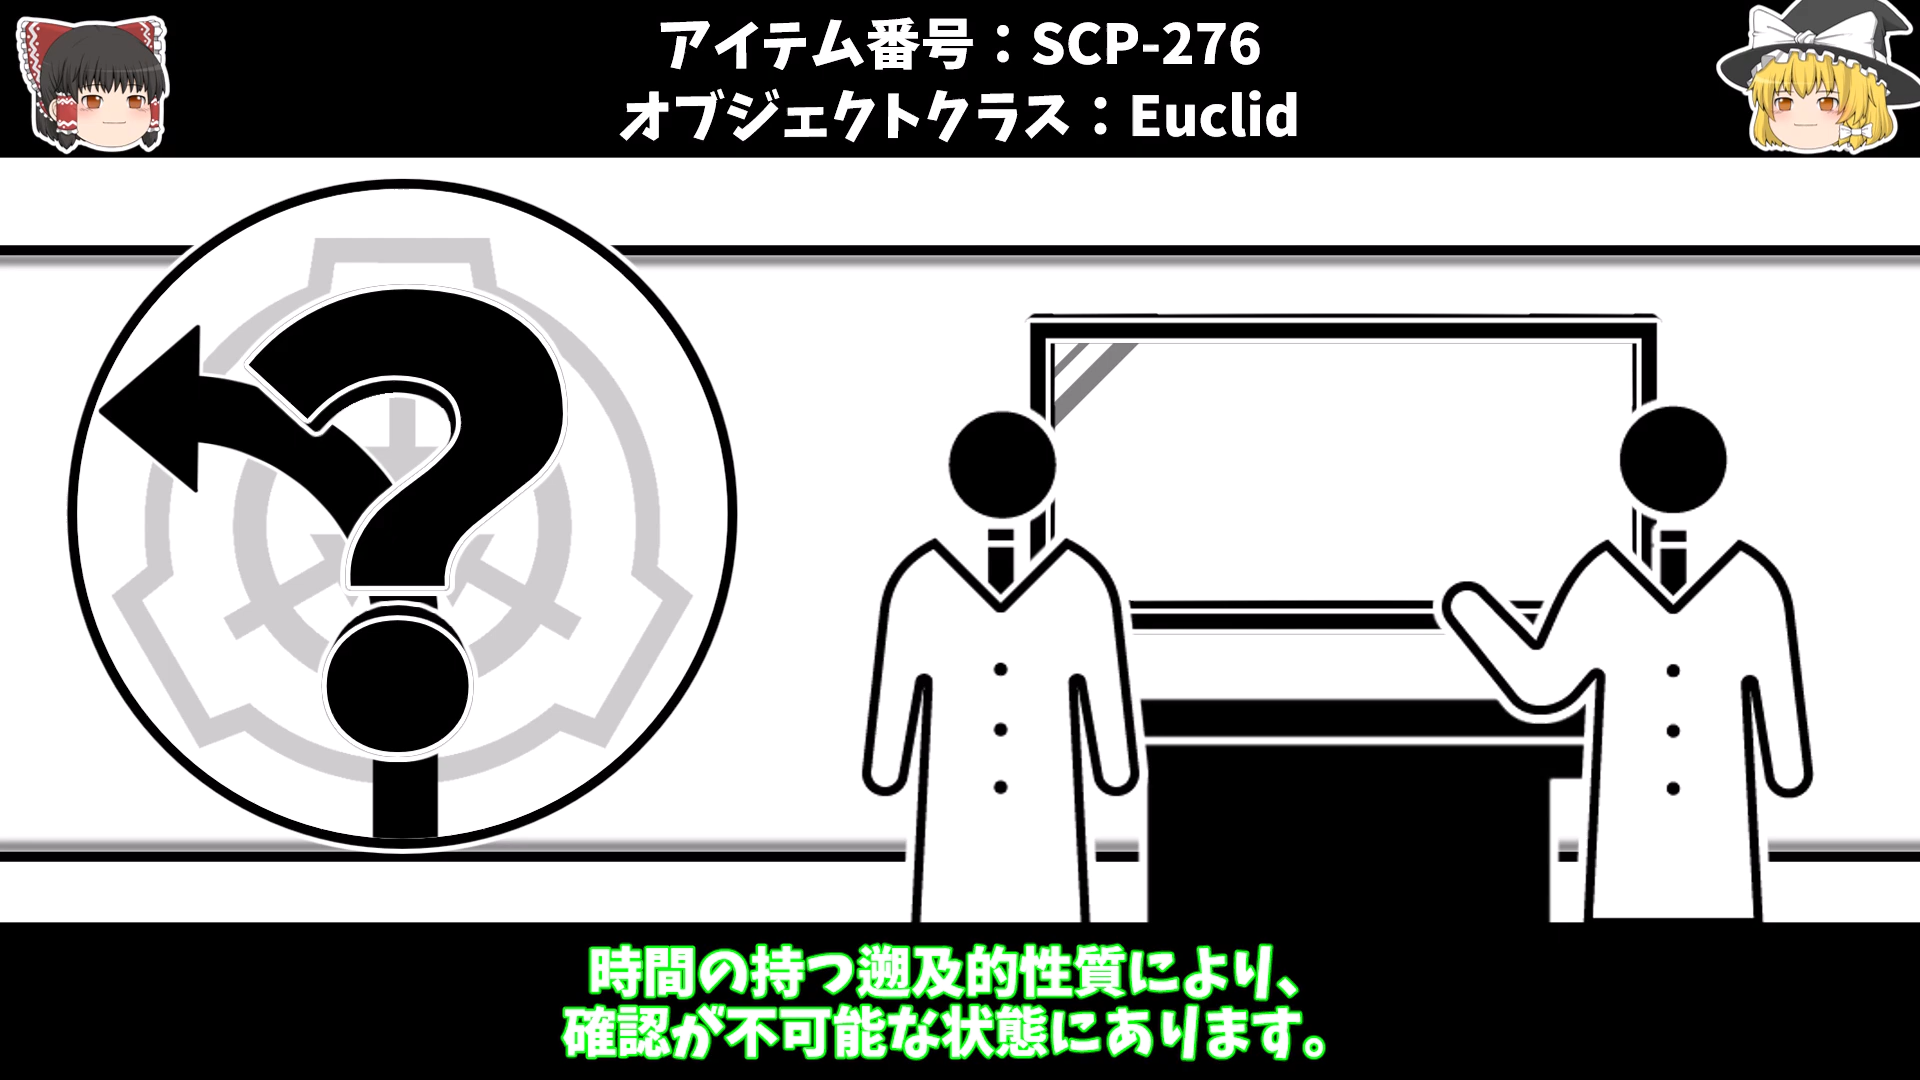 アイテム番号：SCP-276
オブジェクトクラス：Euclid
時間の持つ遡及的性質により、
確認が不可能な状態にあります。